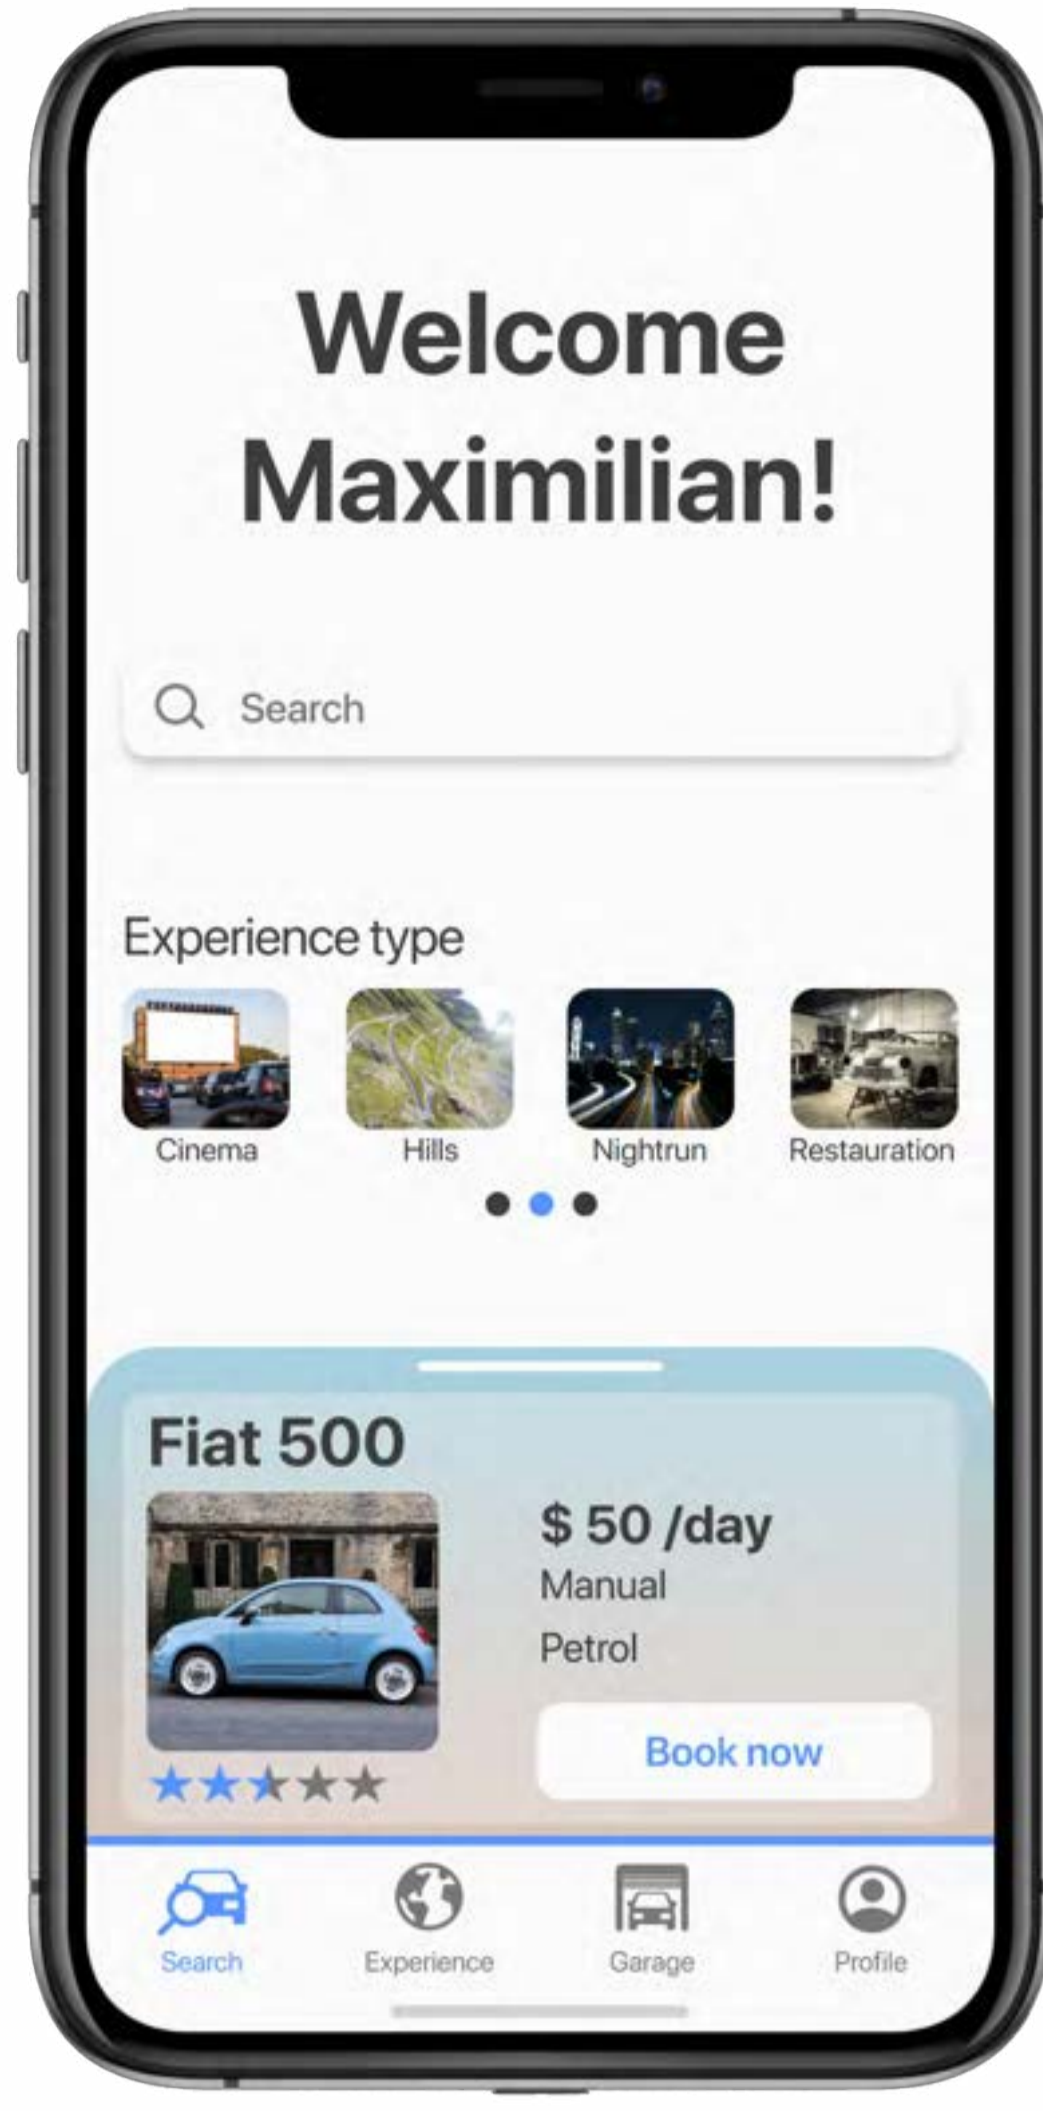 Welcome
Maximilian!
Search
Experience type
Cinema
Hills
Nightrun
Restauration
Fiat 500
$ 50 /day
Manual
Petrol
Book now
Search
Experience
Garage
Profile